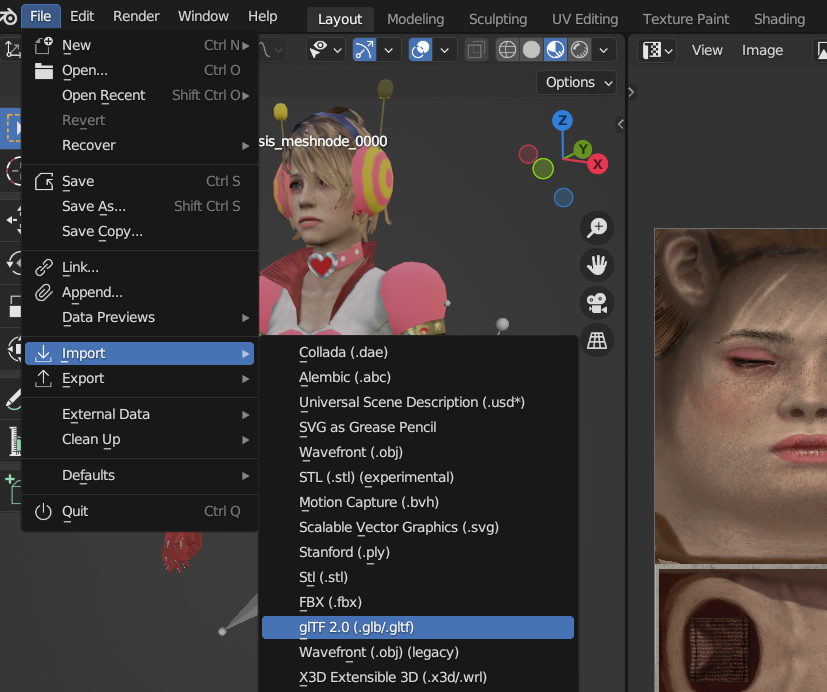 File Edit Render Window Help Layout Modeling Sculpting UV Editing Texture Paint Shading
New Ctrl N
Open... Ctrl O
Open Recent Shift Ctrl O
Revert
Recover
Save Ctrl S
Save As... Shift Ctrl S
Save Copy...
Link...
Append...
Data Previews
Import
Export
External Data
Clean Up
Defaults
Quit Ctrl Q
View Image
Options
sis_meshnode_0000
Z
Y
X
Collada (.dae)
Alembic (.abc)
Universal Scene Description (.usd*)
SVG as Grease Pencil
Wavefront (.obj)
STL (.stl) (experimental)
Motion Capture (.bvh)
Scalable Vector Graphics (.svg)
Stanford (.ply)
Stl (.stl)
FBX (.fbx)
glTF 2.0 (.glb/.gltf)
Wavefront (.obj) (legacy)
X3D Extensible 3D (.x3d/.wrl)